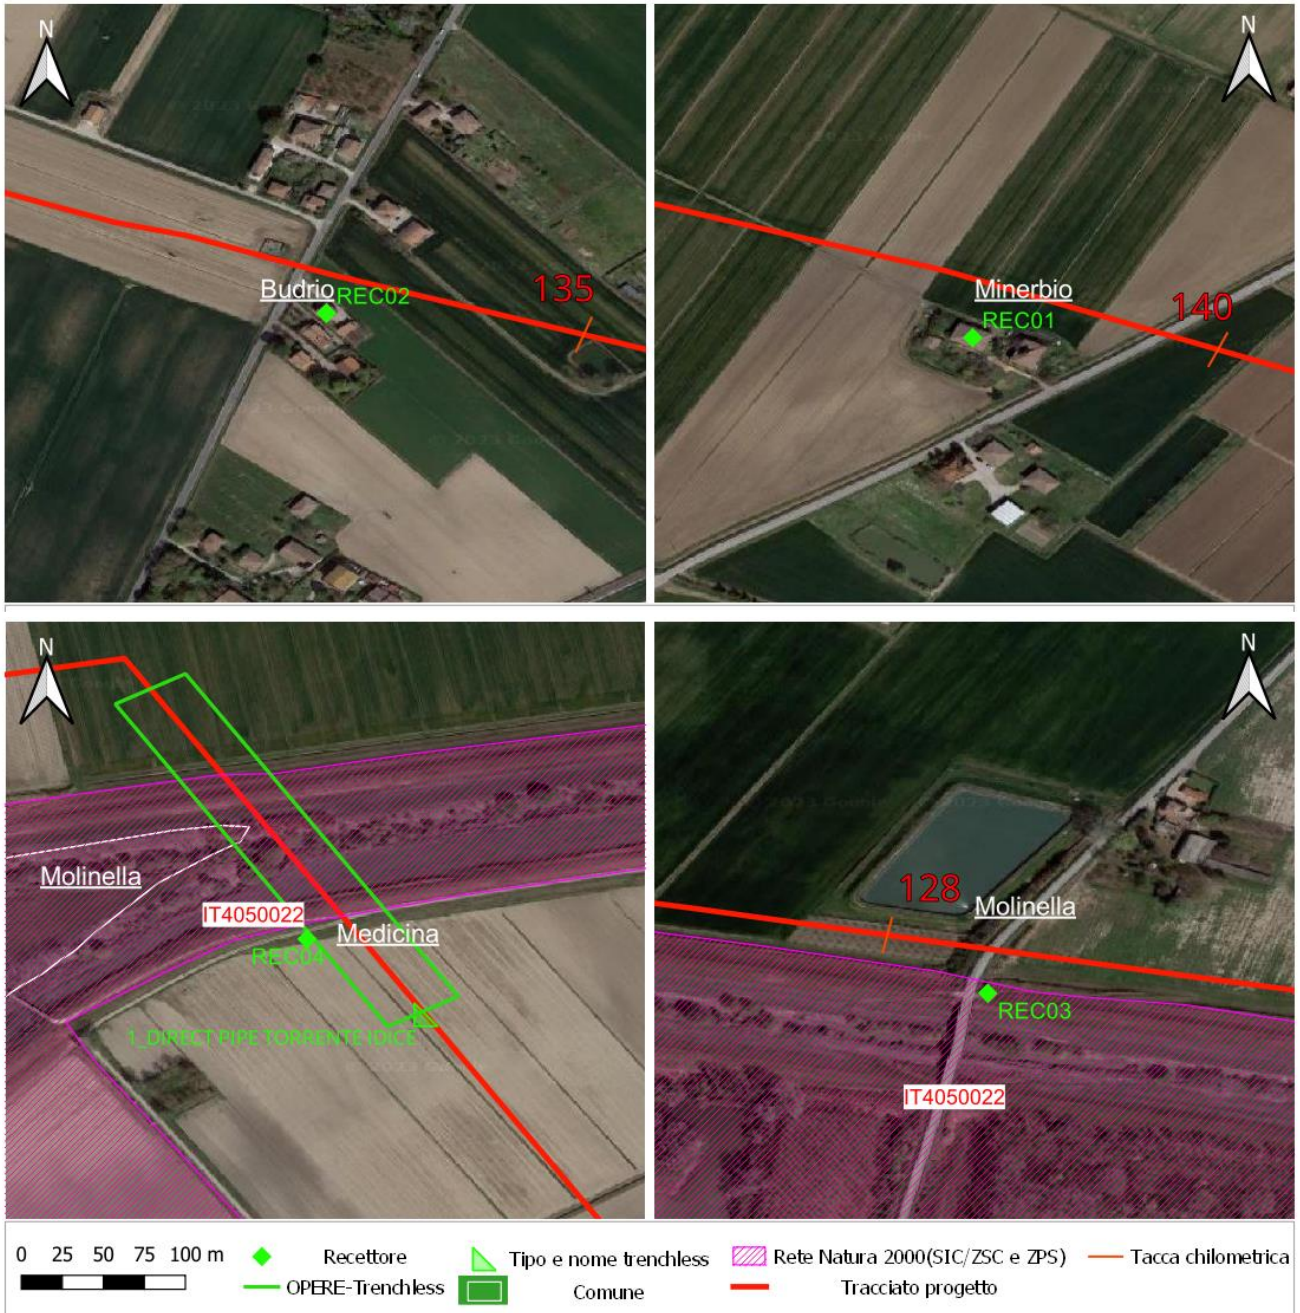 N
Budrio
REC02
135
N
Minerbio
REC01
140
N
Molinella
IT4050022
Medicina
REC04
1_DIRECT PIPE TORRENTE IDICE
N
128
Molinella
REC03
IT4050022
0 25 50 75 100 m
Recettore
Tipo e nome trenchless
Rete Natura 2000(SIC/ZSC e ZPS)
Tacca chilometrica
OPERE-Trenchless
Comune
Tracciato progetto